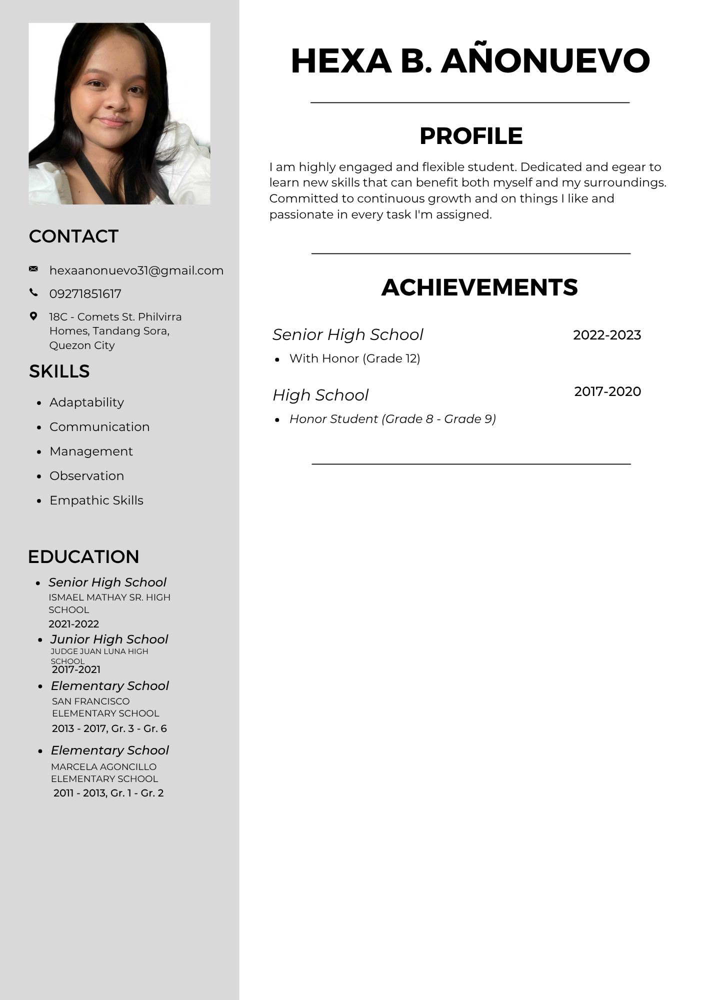 HEXA B. AÑONUEVO
PROFILE
I am highly engaged and flexible student. Dedicated and egear to
learn new skills that can benefit both myself and my surroundings.
Committed to continuous growth and on things I like and
passionate in every task I'm assigned.
ACHIEVEMENTS
Senior High School 2022-2023
• With Honor (Grade 12)
High School 2017-2020
• Honor Student (Grade 8 - Grade 9)
CONTACT
hexaanonuevo31@gmail.com
09271851617
18C - Comets St. Philvirra
Homes, Tandang Sora,
Quezon City
SKILLS
• Adaptability
• Communication
• Management
• Observation
• Empathic Skills
EDUCATION
• Senior High School
ISMAEL MATHAY SR. HIGH
SCHOOL
2021-2022
• Junior High School
JUDGE JUAN LUNA HIGH
SCHOOL
2017-2021
• Elementary School
SAN FRANCISCO
ELEMENTARY SCHOOL
2013 - 2017, Gr. 3 - Gr. 6
• Elementary School
MARCELA AGONCILLO
ELEMENTARY SCHOOL
2011 - 2013, Gr. 1 - Gr. 2